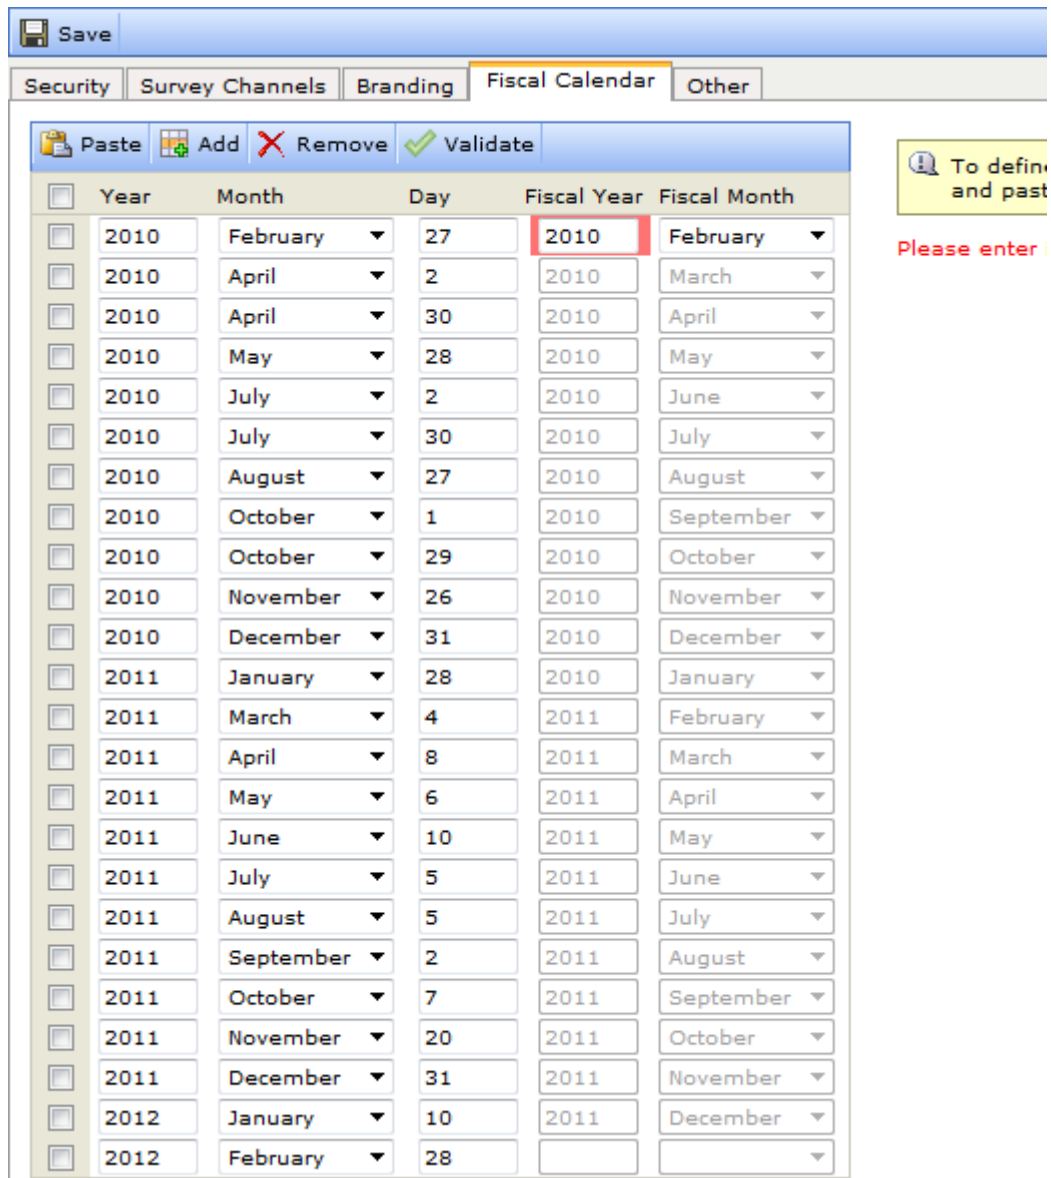 Save
Security Survey Channels Branding Fiscal Calendar Other
Paste Add Remove Validate
To define
and past
Please enter
Year Month Day Fiscal Year Fiscal Month
2010 February 27 2010 February
2010 April 2 2010 March
2010 April 30 2010 April
2010 May 28 2010 May
2010 July 2 2010 June
2010 July 30 2010 July
2010 August 27 2010 August
2010 October 1 2010 September
2010 October 29 2010 October
2010 November 26 2010 November
2010 December 31 2010 December
2011 January 28 2010 January
2011 March 4 2011 February
2011 April 8 2011 March
2011 May 6 2011 April
2011 June 10 2011 May
2011 July 5 2011 June
2011 August 5 2011 July
2011 September 2 2011 August
2011 October 7 2011 September
2011 November 20 2011 October
2011 December 31 2011 November
2012 January 10 2011 December
2012 February 28